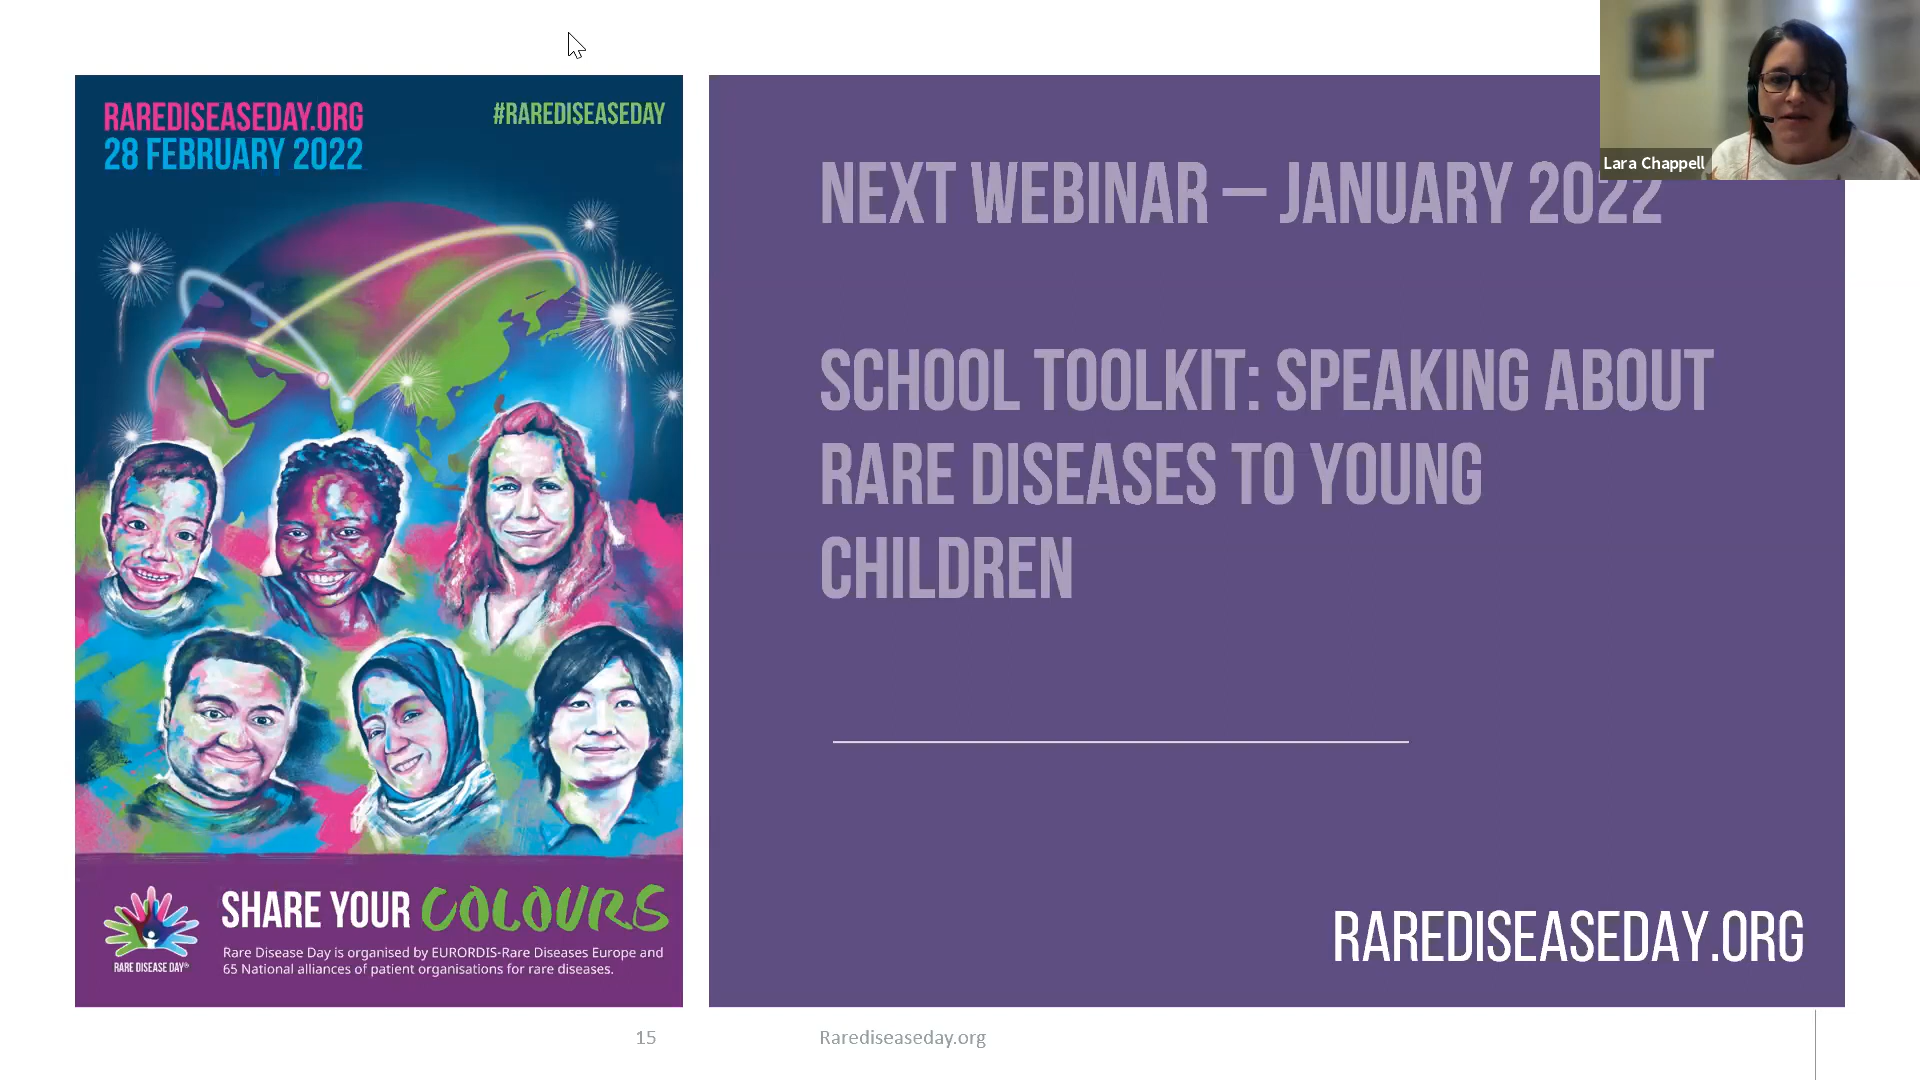 RAREDISEASEDAY.ORG
#RAREDISEASEDAY
28 FEBRUARY 2022
SHARE YOUR COLOURS
RARE DISEASE DAY®
Rare Disease Day is organised by EURORDIS-Rare Diseases Europe and
65 National alliances of patient organisations for rare diseases.
Lara Chappell
NEXT WEBINAR – JANUARY 2022
SCHOOL TOOLKIT: SPEAKING ABOUT
RARE DISEASES TO YOUNG
CHILDREN
RAREDISEASEDAY.ORG
15
Rarediseaseday.org